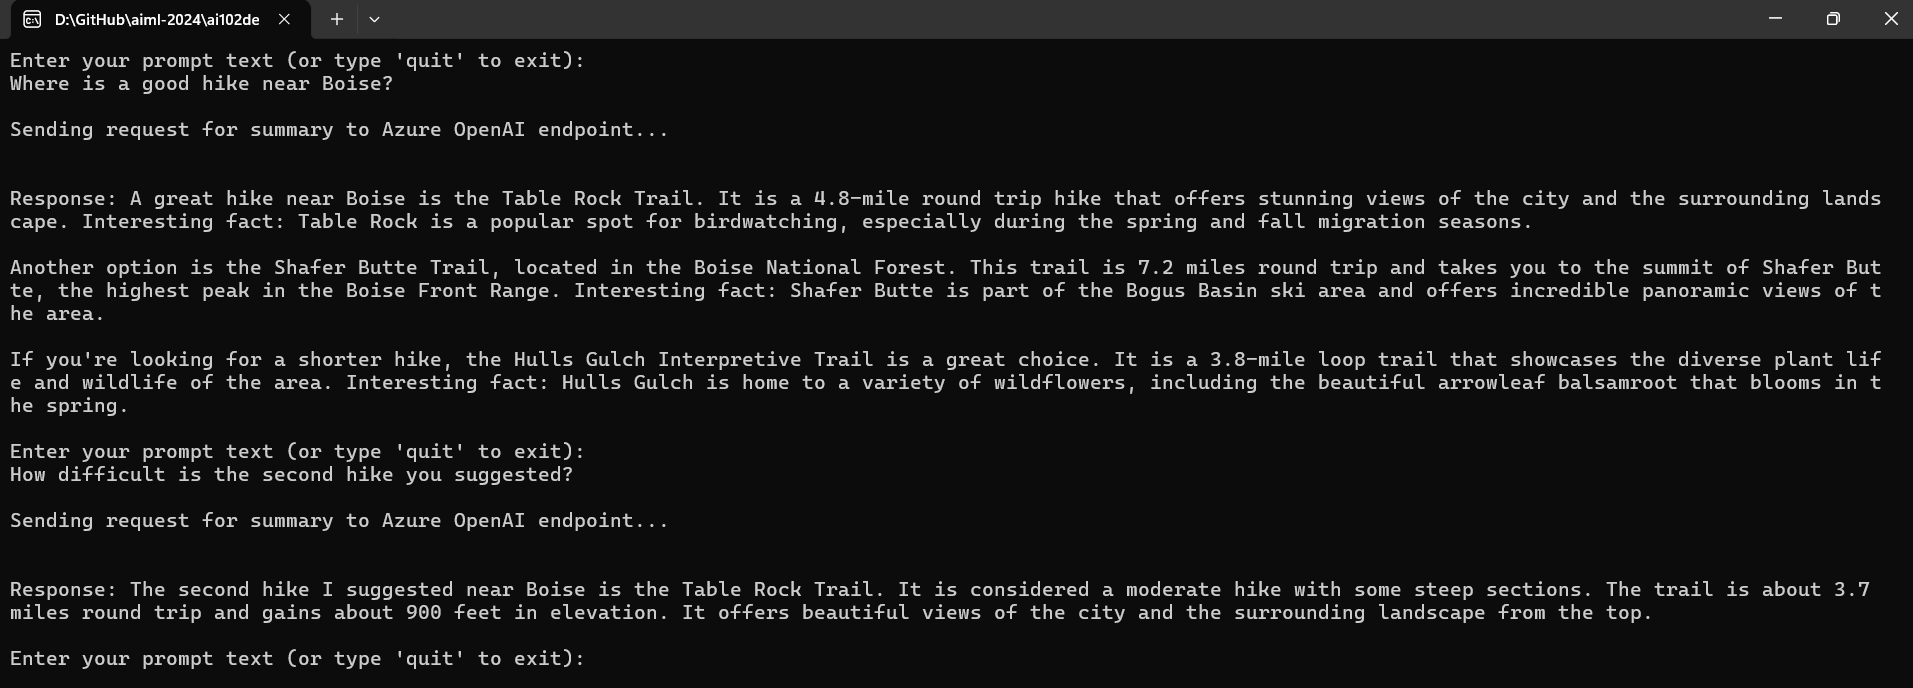 D:\GitHub\aiml-2024\ai102de
Enter your prompt text (or type 'quit' to exit):
Where is a good hike near Boise?
Sending request for summary to Azure OpenAI endpoint...
Response: A great hike near Boise is the Table Rock Trail. It is a 4.8-mile round trip hike that offers stunning views of the city and the surrounding lands
cape. Interesting fact: Table Rock is a popular spot for birdwatching, especially during the spring and fall migration seasons.
Another option is the Shafer Butte Trail, located in the Boise National Forest. This trail is 7.2 miles round trip and takes you to the summit of Shafer But
te, the highest peak in the Boise Front Range. Interesting fact: Shafer Butte is part of the Bogus Basin ski area and offers incredible panoramic views of t
he area.
If you're looking for a shorter hike, the Hulls Gulch Interpretive Trail is a great choice. It is a 3.8-mile loop trail that showcases the diverse plant lif
e and wildlife of the area. Interesting fact: Hulls Gulch is home to a variety of wildflowers, including the beautiful arrowleaf balsamroot that blooms in t
he spring.
Enter your prompt text (or type 'quit' to exit):
How difficult is the second hike you suggested?
Sending request for summary to Azure OpenAI endpoint...
Response: The second hike I suggested near Boise is the Table Rock Trail. It is considered a moderate hike with some steep sections. The trail is about 3.7
miles round trip and gains about 900 feet in elevation. It offers beautiful views of the city and the surrounding landscape from the top.
Enter your prompt text (or type 'quit' to exit):